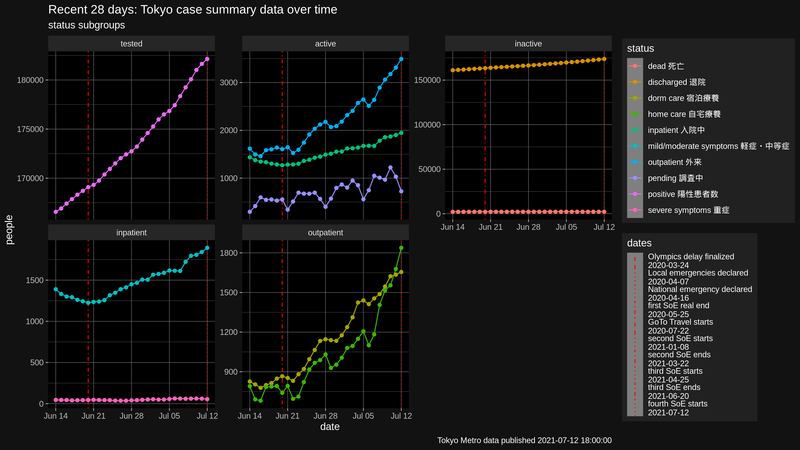 Recent 28 days: Tokyo case summary data over time
status subgroups
tested
active
inactive
180000
175000
170000
3000
2000
1000
150000
100000
50000
0
Jun 14 Jun 21 Jun 28 Jul 05 Jul 12
people
inpatient
outpatient
1500
1000
500
0
1800
1500
1200
900
Jun 14 Jun 21 Jun 28 Jul 05 Jul 12
Jun 14 Jun 21 Jun 28 Jul 05 Jul 12
date
status
dead 死亡
discharged 退院
dorm care 宿泊療養
home care 自宅療養
inpatient 入院中
mild/moderate symptoms 軽症・中等症
outpatient 外来
pending 調査中
positive 陽性患者数
severe symptoms 重症
dates
Olympics delay finalized
2020-03-24
Local emergencies declared
2020-04-07
National emergency declared
2020-04-16
first SoE real end
2020-05-25
GoTo Travel starts
2020-07-22
second SoE starts
2021-01-08
second SoE ends
2021-03-22
third SoE starts
2021-04-25
third SoE ends
2021-06-20
fourth SoE starts
2021-07-12
Tokyo Metro data published 2021-07-12 18:00:00